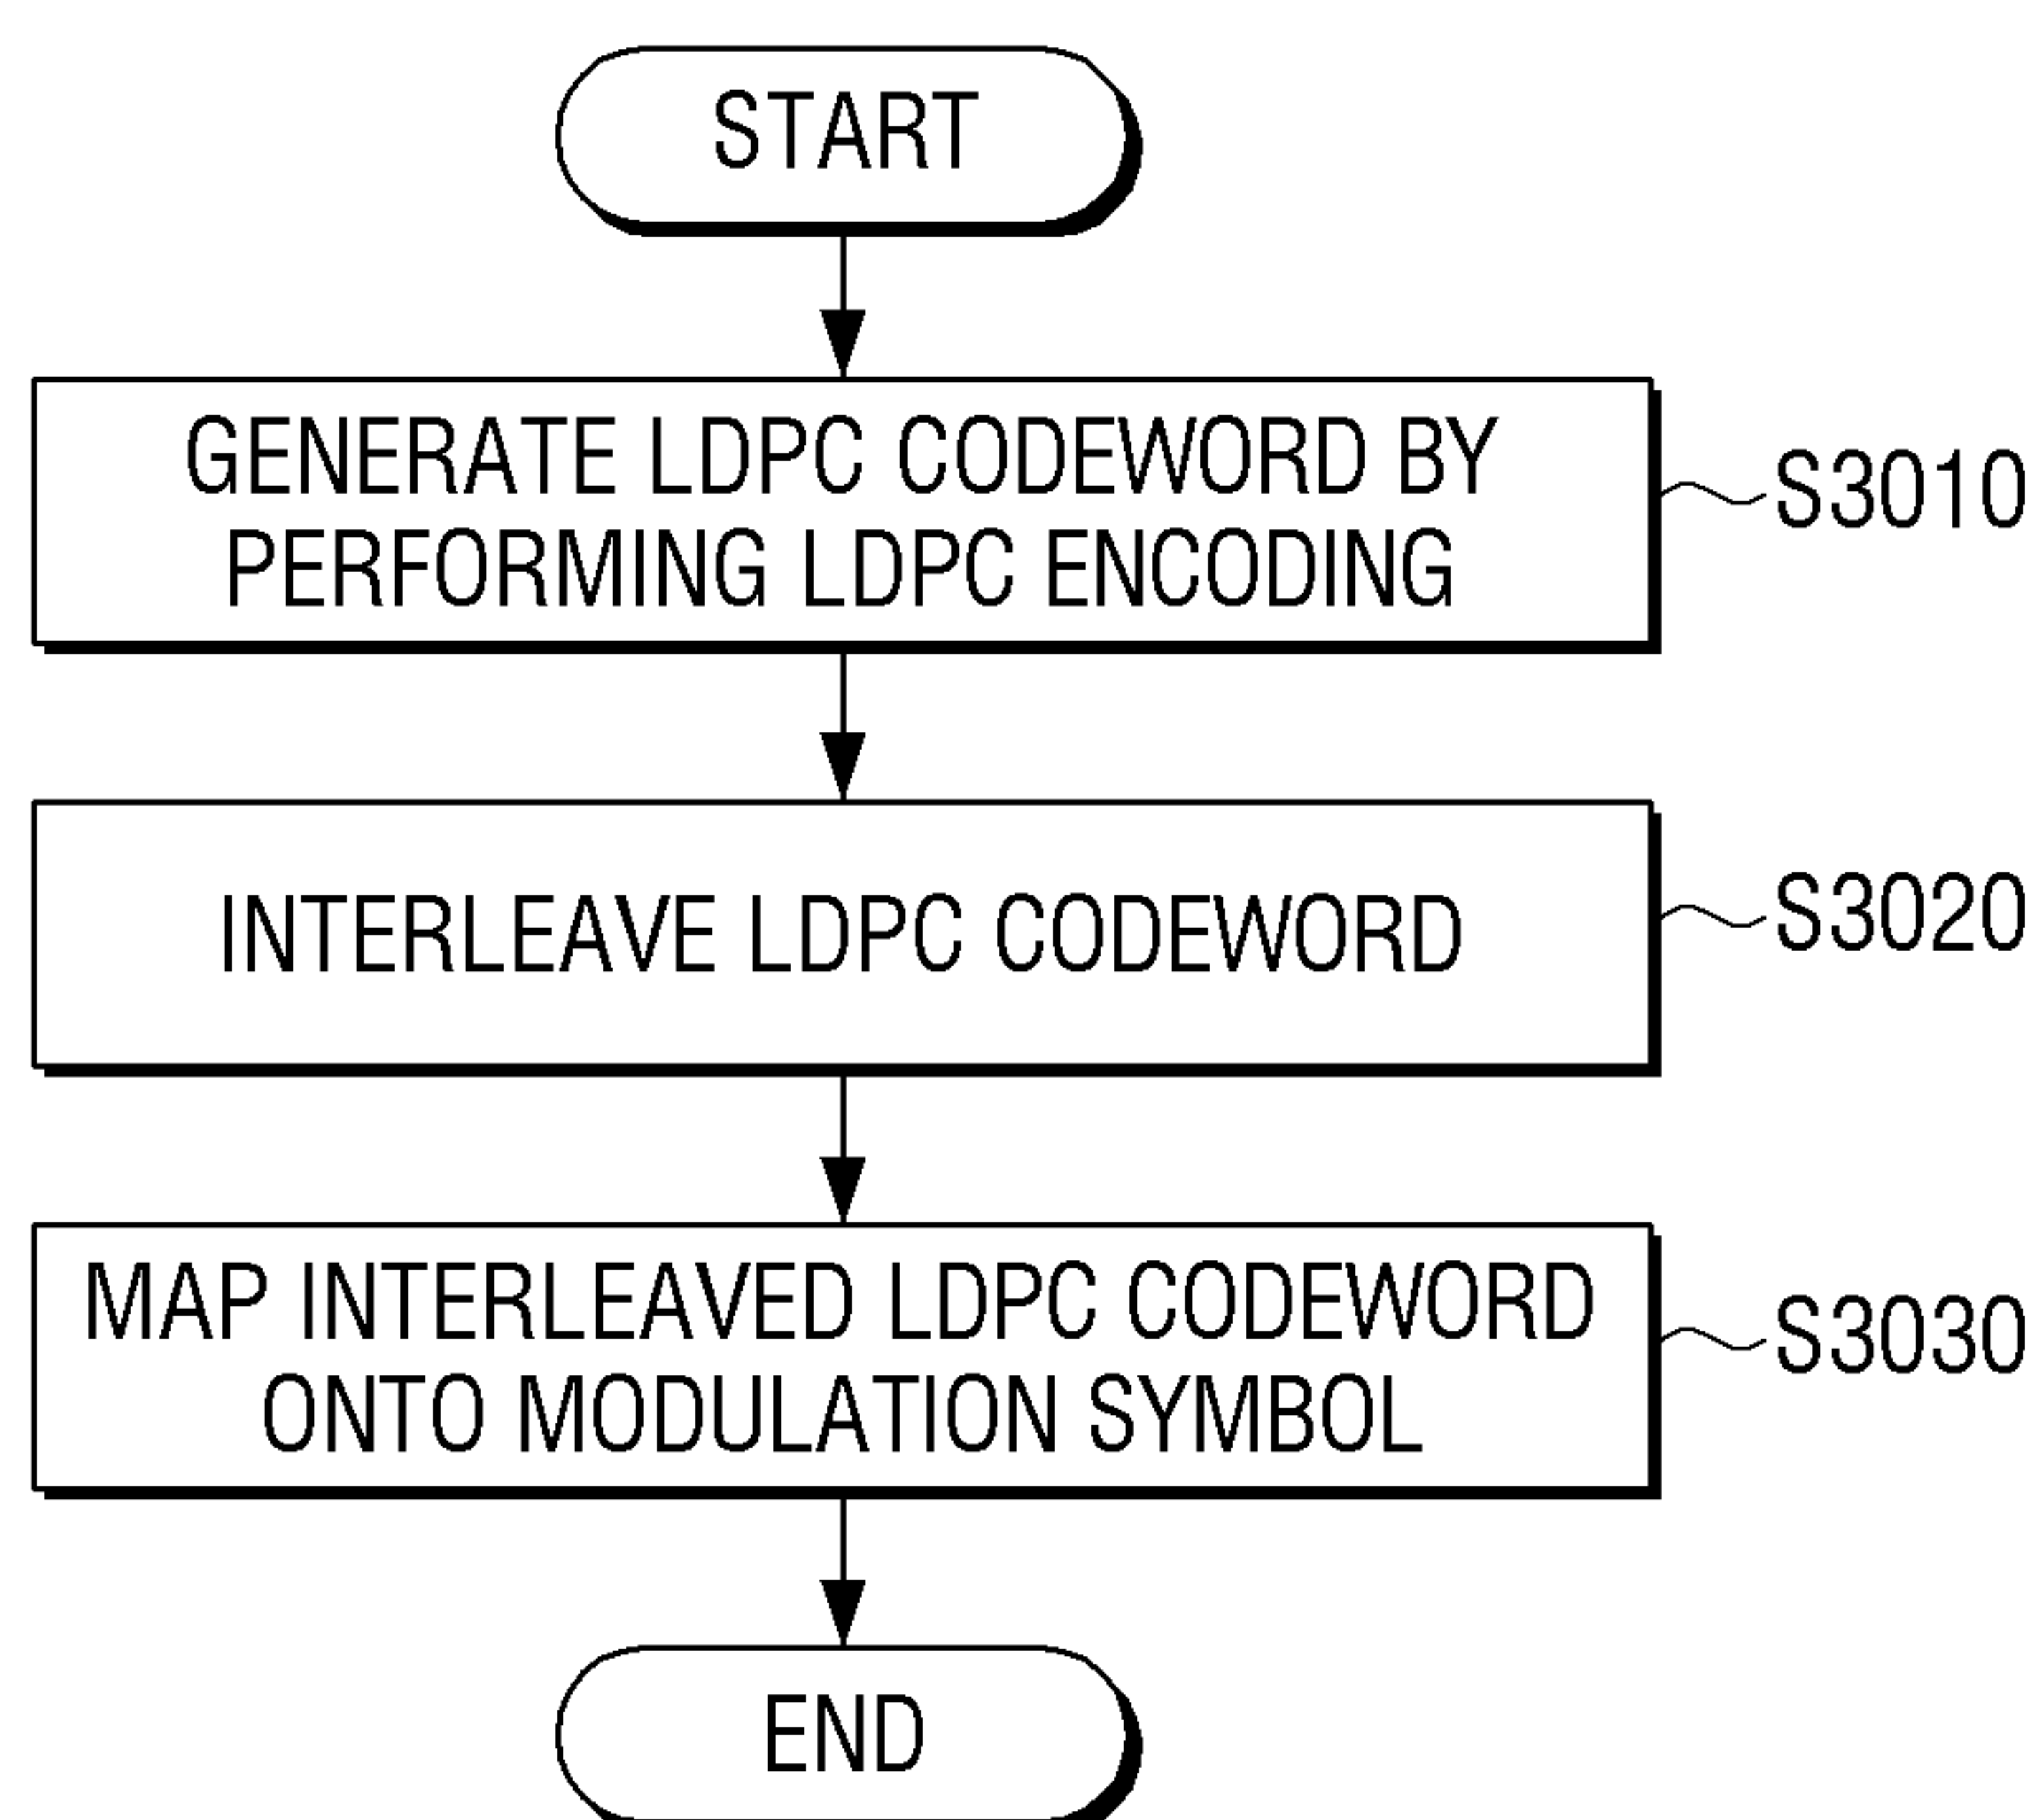 START
GENERATE LDPC CODEWORD BY
PERFORMING LDPC ENCODING
S3010
INTERLEAVE LDPC CODEWORD
S3020
MAP INTERLEAVED LDPC CODEWORD
ONTO MODULATION SYMBOL
S3030
END